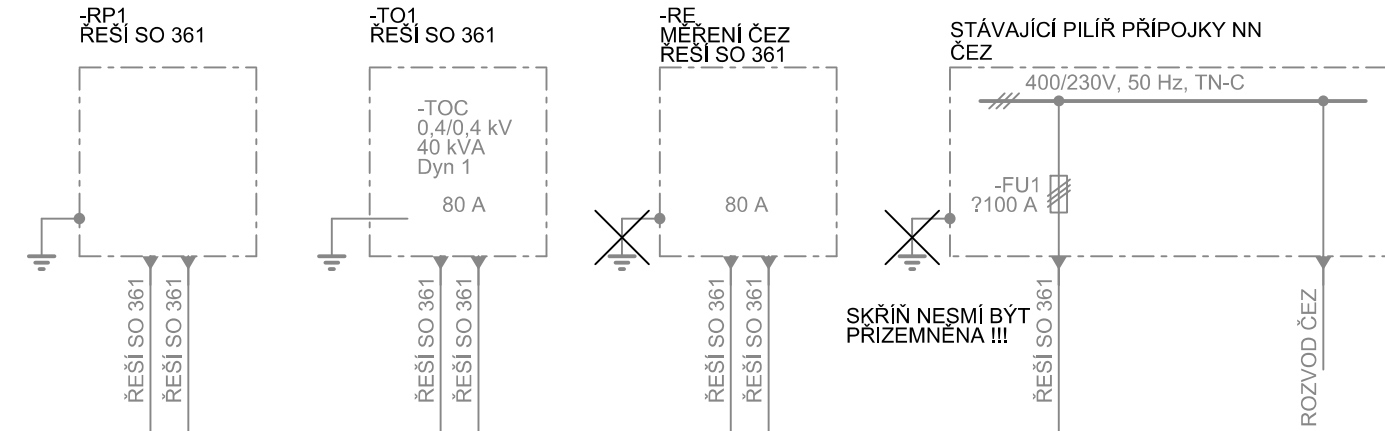 -RP1
ŘEŠÍ SO 361
-TO1
ŘEŠÍ SO 361
-RE
MĚŘENÍ ČEZ
ŘEŠÍ SO 361
STÁVAJÍCÍ PILÍŘ PŘÍPOJKY NN
ČEZ
-TOC
0,4/0,4 kV
40 kVA
Dyn 1
80 A
80 A
400/230V, 50 Hz, TN-C
-FU1
?100 A
ŘEŠÍ SO 361
ŘEŠÍ SO 361
ŘEŠÍ SO 361
ŘEŠÍ SO 361
ŘEŠÍ SO 361
ŘEŠÍ SO 361
SKŘÍŇ NESMÍ BÝT
PŘIZEMNĚNA !!!
ŘEŠÍ SO 361
ROZVOD ČEZ